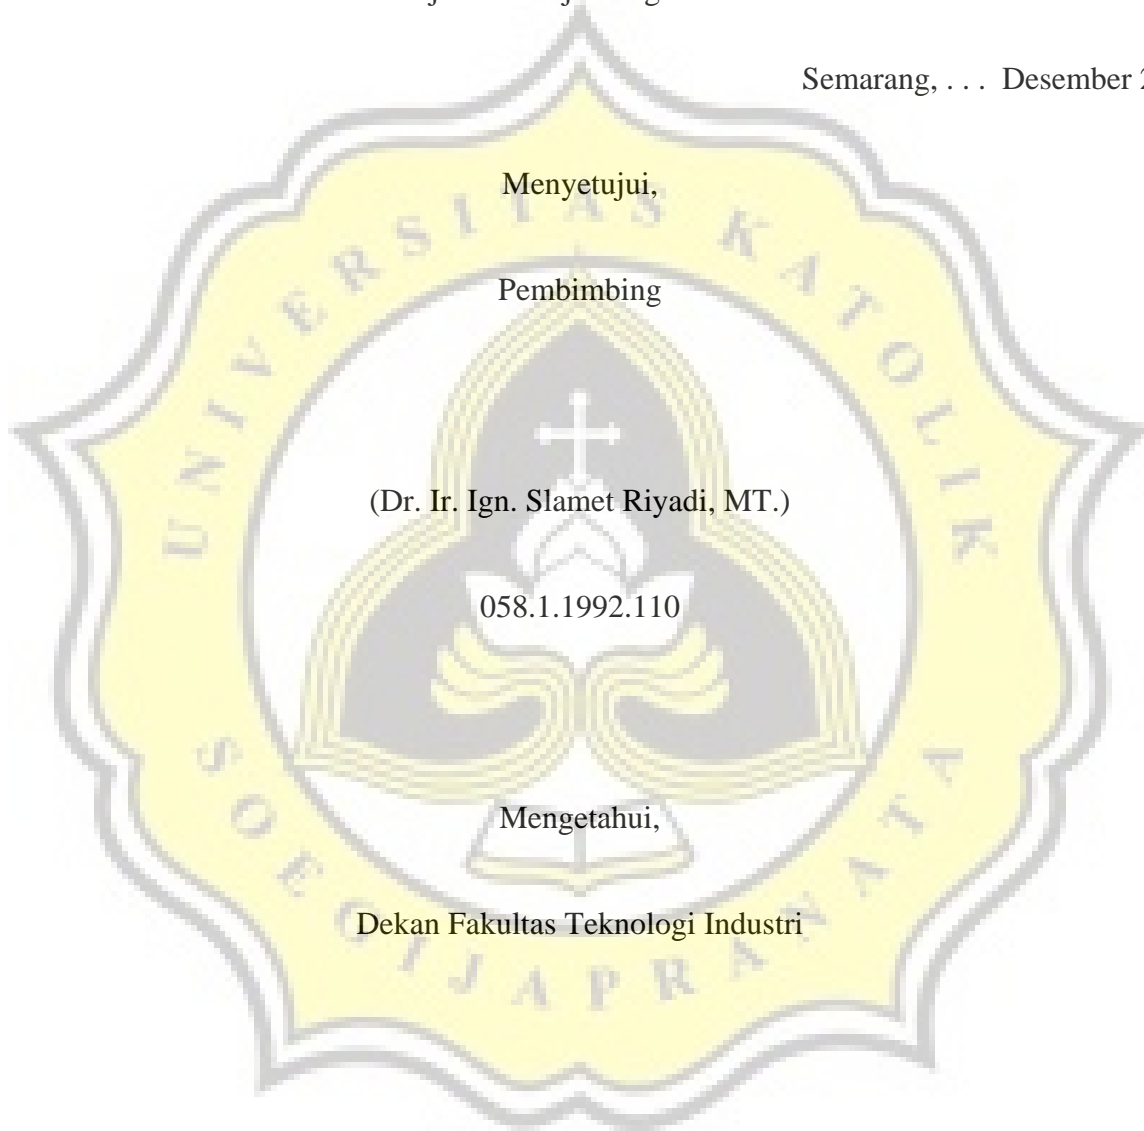 Semarang, . . . Desember
Menyetujui,
Pembimbing
(Dr. Ir. Ign. Slamet Riyadi, MT.)
058.1.1992.110
Mengetahui,
Dekan Fakultas Teknologi Industri
UNIVERSITAS KATOLIK
SOEGIJAPRANATA